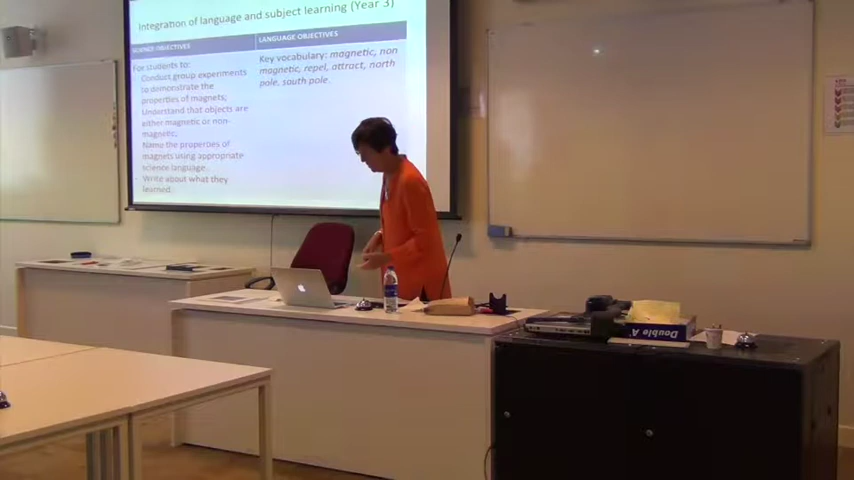 Integration of language and subject learning (Year 3)
SCIENCE OBJECTIVES
For students to:
Conduct group experiments
to demonstrate the
properties of magnets;
Understand that objects are
either magnetic or non-
magnetic;
Name the properties of
magnets using appropriate
science language.
Write about what they
learned.
LANGUAGE OBJECTIVES
Key vocabulary: magnetic, non
magnetic, repel, attract, north
pole, south pole.
Double A